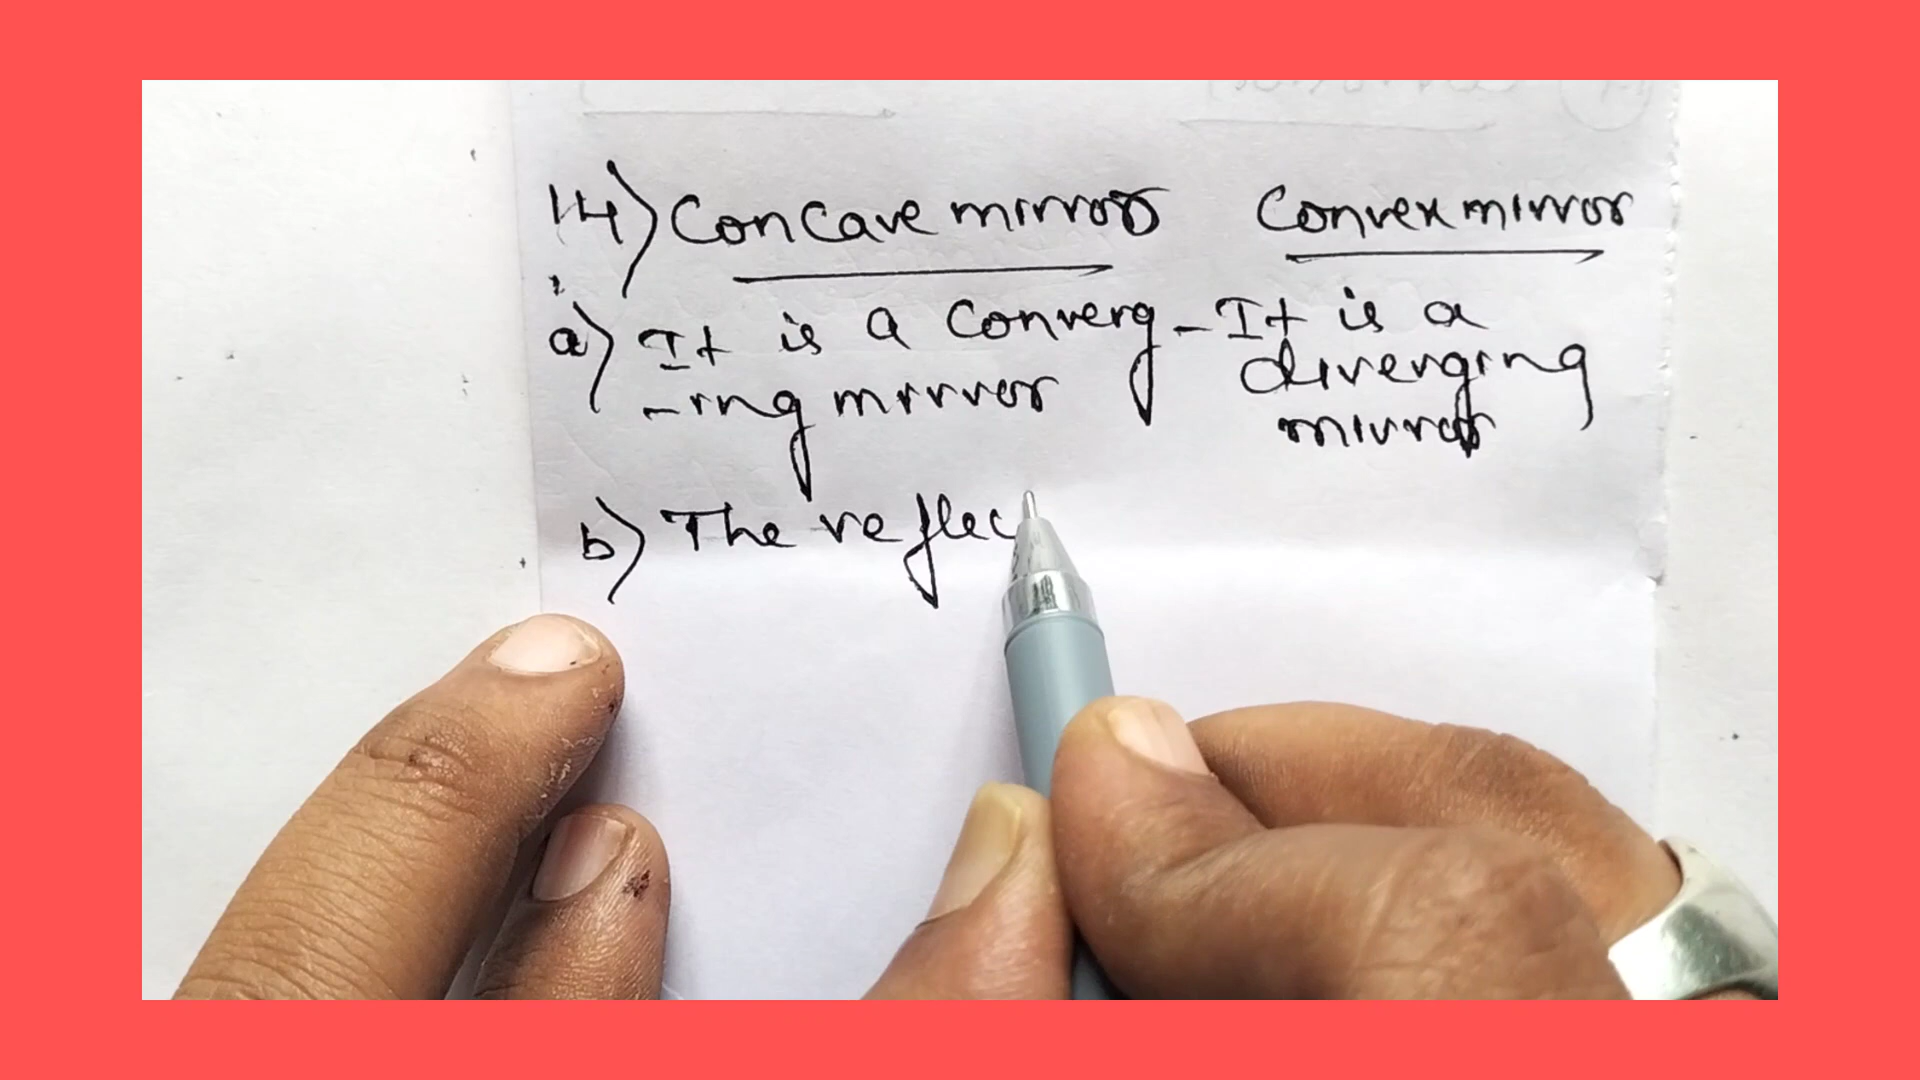 14) Concave mirror Convex mirror
a) It is a converg - It is a
-ing mirror diverging
mirror
b) The reflec